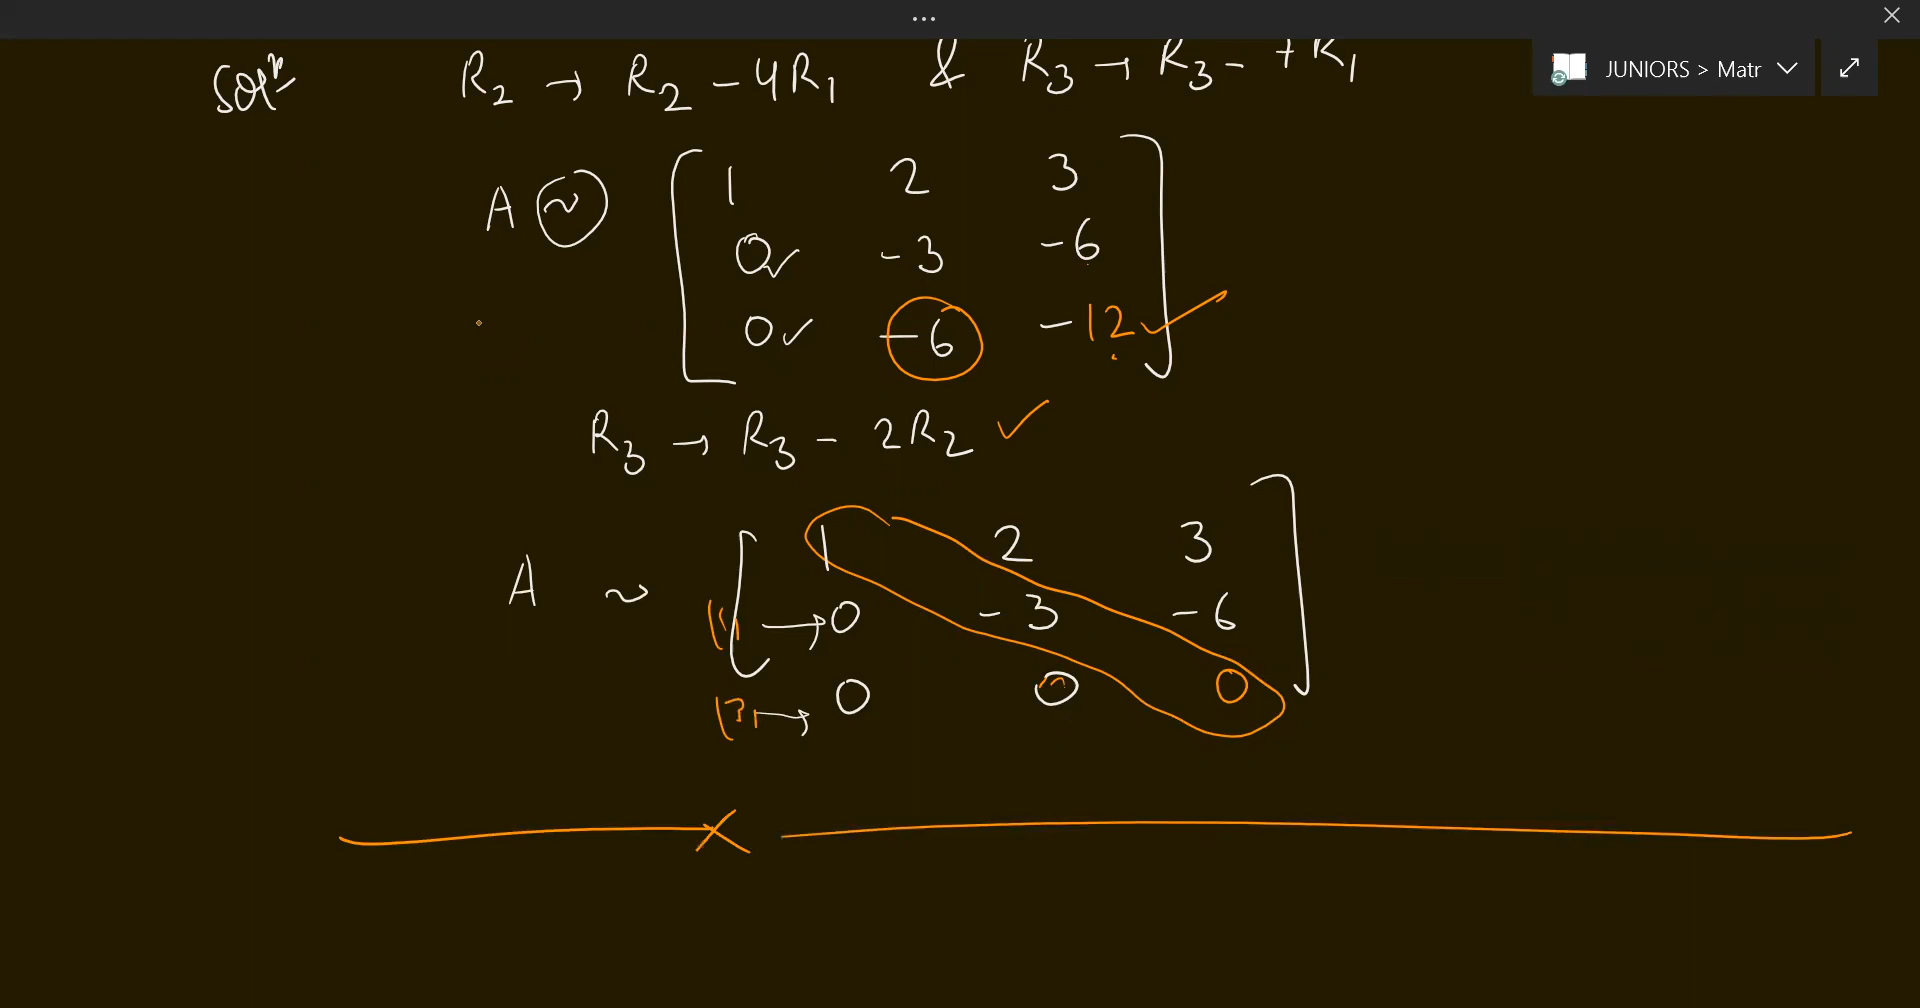 ...
JUNIORS > Matr
Solⁿ R₂ → R₂ - 4R₁ & R₃ → R₃ - 7R₁
A ~ [ 1 2 3
0✓ -3 -6
0✓ -6 -12 ✓ ]
R₃ → R₃ - 2R₂ ✓
A ~ [ 1 2 3
→ 0 -3 -6
→ 0 0 0 ]